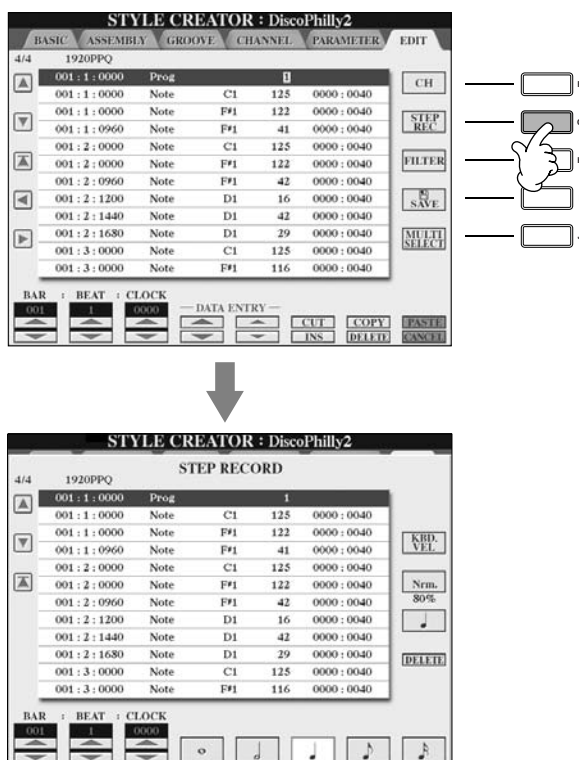 STYLE CREATOR : DiscoPhilly2
BASIC ASSEMBLY GROOVE CHANNEL PARAMETER EDIT
4/4 1920PPQ
001 : 1 : 0000 Prog 1
001 : 1 : 0000 Note C1 125 0000 : 0040
001 : 1 : 0000 Note F#1 122 0000 : 0040
001 : 1 : 0960 Note F#1 41 0000 : 0040
001 : 2 : 0000 Note C1 125 0000 : 0040
001 : 2 : 0000 Note F#1 122 0000 : 0040
001 : 2 : 0960 Note F#1 42 0000 : 0040
001 : 2 : 1200 Note D1 16 0000 : 0040
001 : 2 : 1440 Note D1 42 0000 : 0040
001 : 2 : 1680 Note D1 29 0000 : 0040
001 : 3 : 0000 Note C1 125 0000 : 0040
001 : 3 : 0000 Note F#1 116 0000 : 0040
CH
STEP
REC
FILTER
SAVE
MULTI
SELECT
BAR : BEAT : CLOCK
001 1 0000
DATA ENTRY
CUT COPY PASTE
INS DELETE CANCEL
STYLE CREATOR : DiscoPhilly2
STEP RECORD
4/4 1920PPQ
001 : 1 : 0000 Prog 1
001 : 1 : 0000 Note C1 125 0000 : 0040
001 : 1 : 0000 Note F#1 122 0000 : 0040
001 : 1 : 0960 Note F#1 41 0000 : 0040
001 : 2 : 0000 Note C1 125 0000 : 0040
001 : 2 : 0000 Note F#1 122 0000 : 0040
001 : 2 : 0960 Note F#1 42 0000 : 0040
001 : 2 : 1200 Note D1 16 0000 : 0040
001 : 2 : 1440 Note D1 42 0000 : 0040
001 : 2 : 1680 Note D1 29 0000 : 0040
001 : 3 : 0000 Note C1 125 0000 : 0040
001 : 3 : 0000 Note F#1 116 0000 : 0040
KBD.
VEL
Nrm.
80%
DELETE
BAR : BEAT : CLOCK
001 1 0000